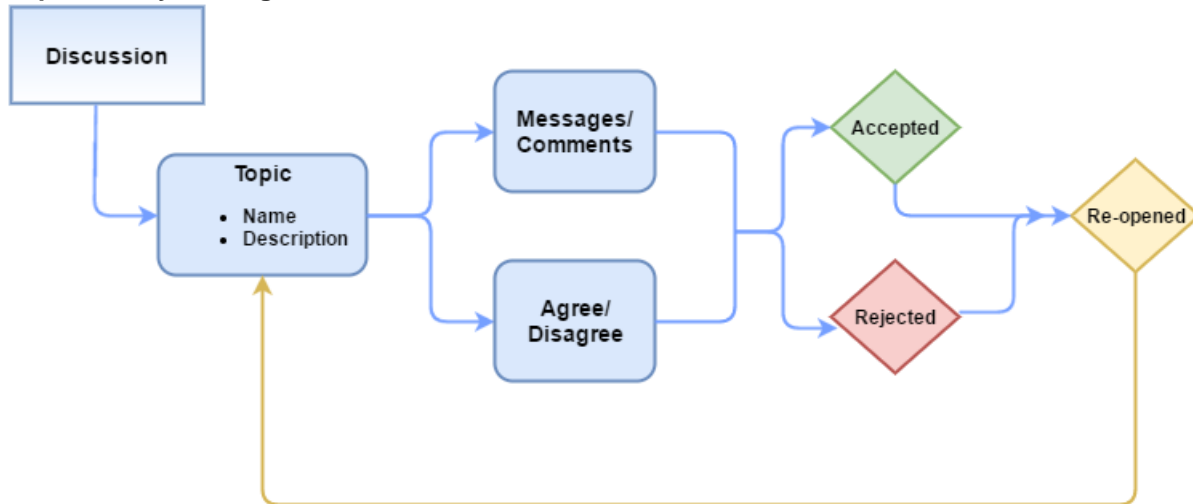 Discussion
Messages/
Comments
Accepted
Topic
• Name
• Description
Re-opened
Agree/
Disagree
Rejected